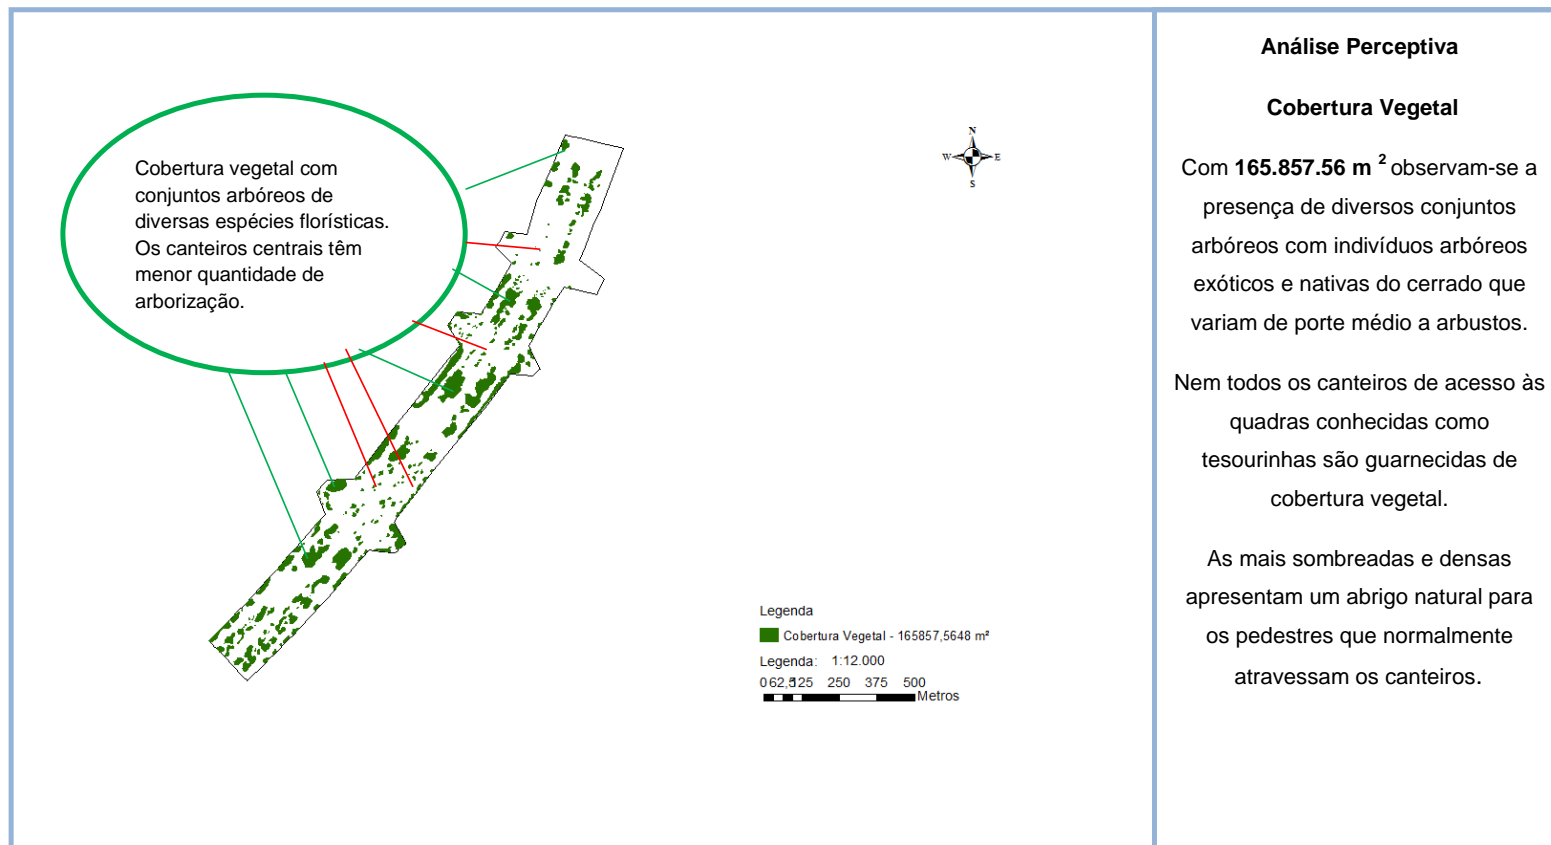 Cobertura vegetal com
conjuntos arbóreos de
diversas espécies florísticas.
Os canteiros centrais têm
menor quantidade de
arborização.
N
W
E
S
Legenda
Cobertura Vegetal - 165857,5648 m²
Legenda: 1:12.000
0 62,5 125 250 375 500
Metros
Análise Perceptiva
Cobertura Vegetal
Com 165.857.56 m ² observam-se a
presença de diversos conjuntos
arbóreos com indivíduos arbóreos
exóticos e nativas do cerrado que
variam de porte médio a arbustos.
Nem todos os canteiros de acesso às
quadras conhecidas como
tesourinhas são guarnecidas de
cobertura vegetal.
As mais sombreadas e densas
apresentam um abrigo natural para
os pedestres que normalmente
atravessam os canteiros.